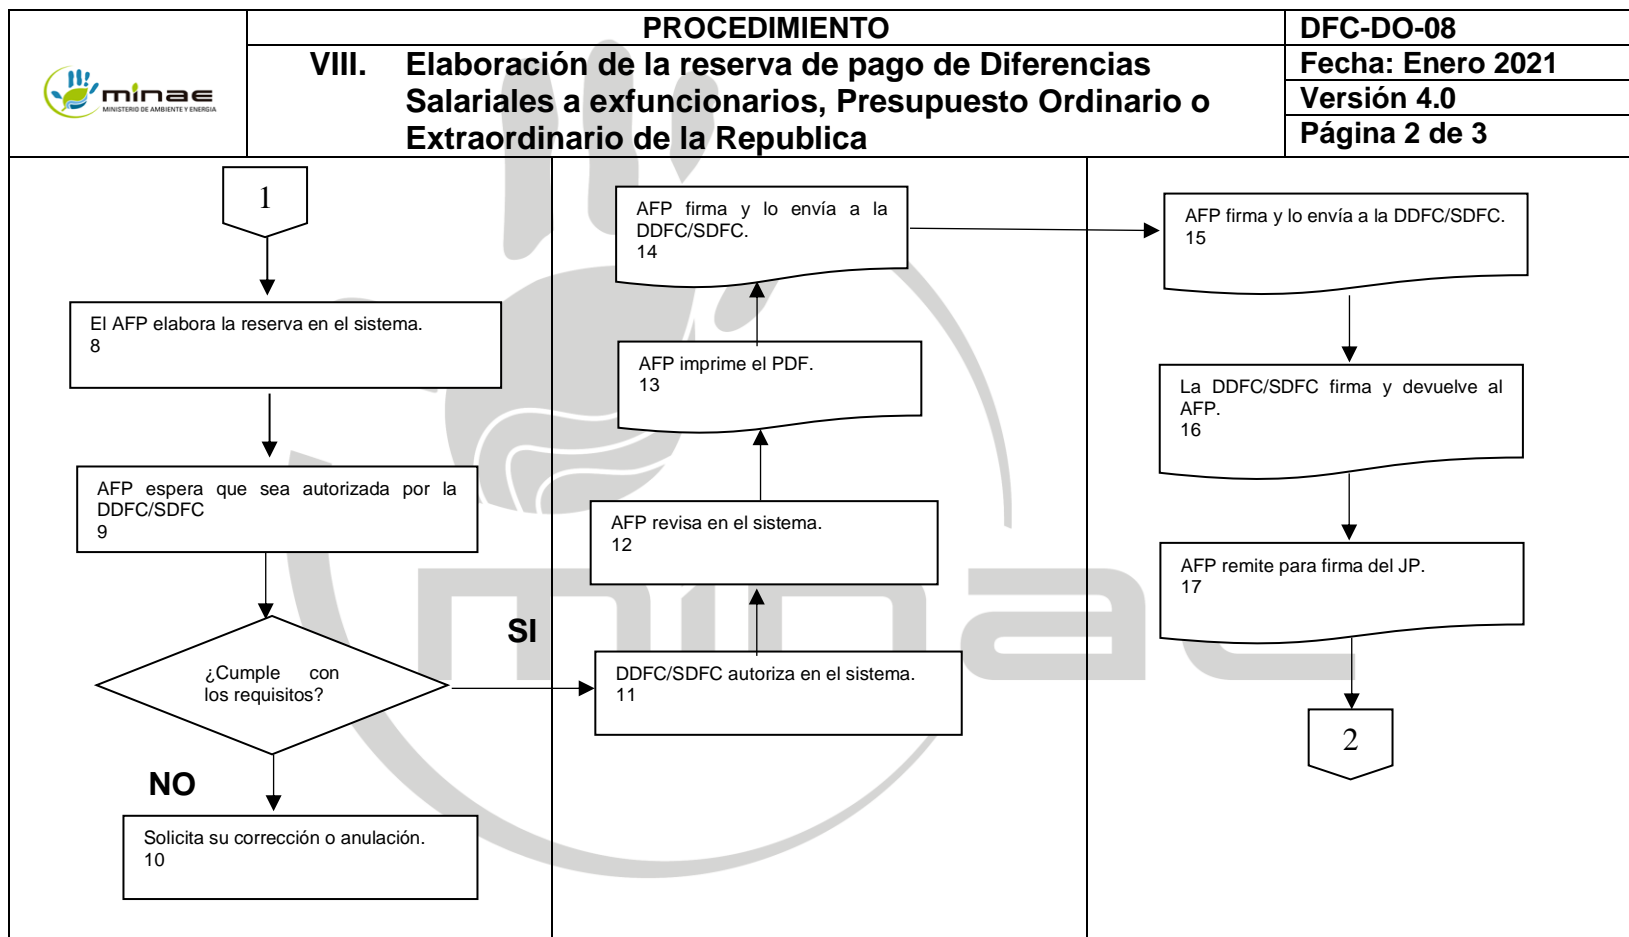 mınae
MINISTERIO DE AMBIENTE Y ENERGIA
PROCEDIMIENTO
VIII. Elaboración de la reserva de pago de Diferencias
Salariales a exfuncionarios, Presupuesto Ordinario o
Extraordinario de la Republica
DFC-DO-08
Fecha: Enero 2021
Versión 4.0
Página 2 de 3
1
El AFP elabora la reserva en el sistema.
8
AFP espera que sea autorizada por la
DDFC/SDFC
9
¿Cumple con
los requisitos?
SI
NO
Solicita su corrección o anulación.
10
AFP firma y lo envía a la
DDFC/SDFC.
14
AFP imprime el PDF.
13
AFP revisa en el sistema.
12
DDFC/SDFC autoriza en el sistema.
11
AFP firma y lo envía a la DDFC/SDFC.
15
La DDFC/SDFC firma y devuelve al
AFP.
16
AFP remite para firma del JP.
17
2
mınae